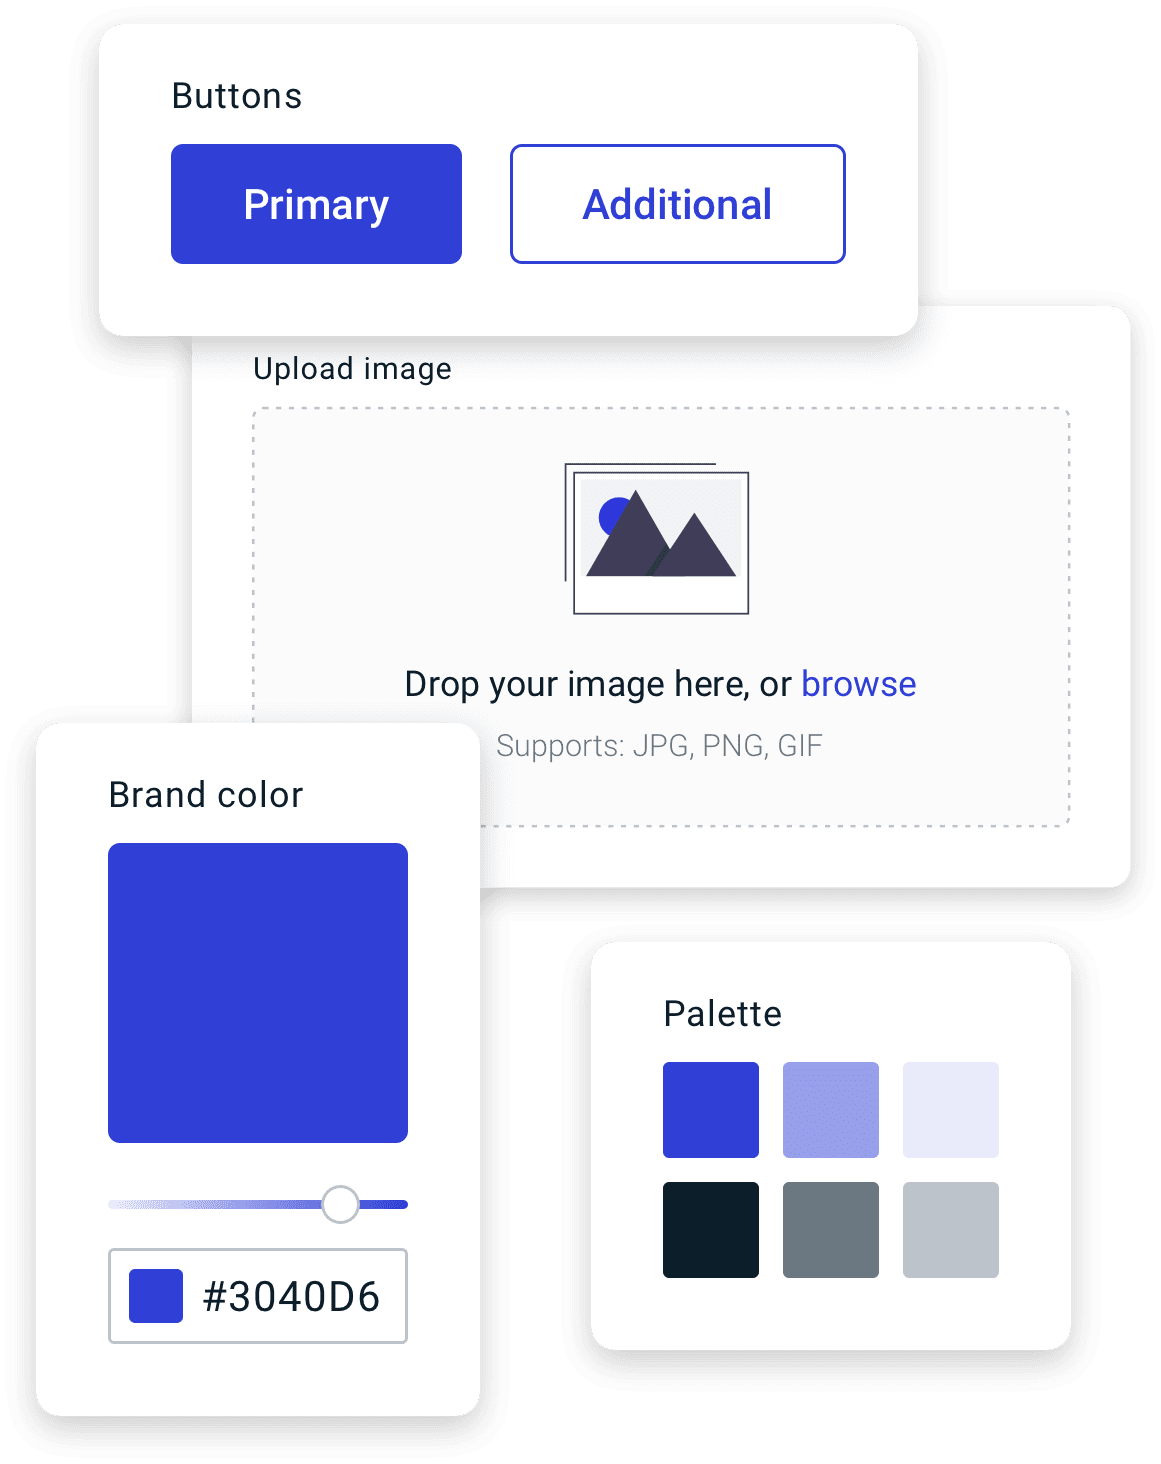 Buttons
Primary
Additional
Upload image
Drop your image here, or browse
Supports: JPG, PNG, GIF
Brand color
#3040D6
Palette